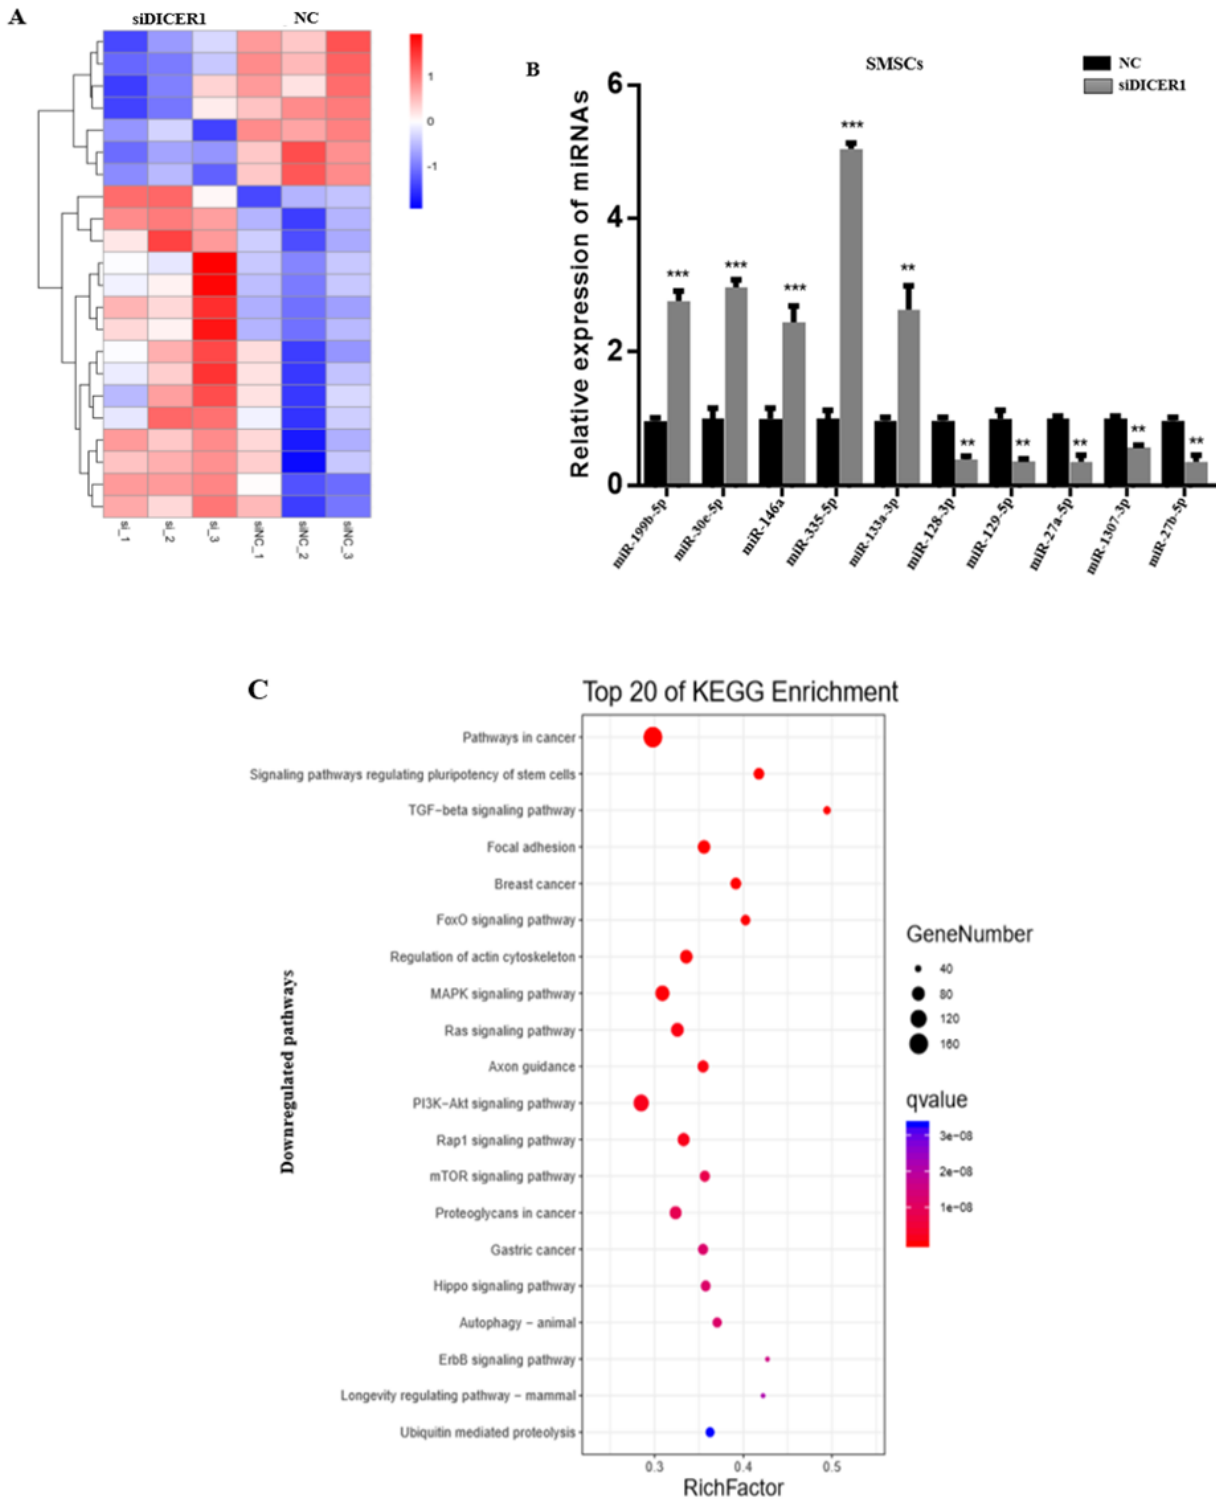 A
siDICER1
NC
1
0
-1
si_1
si_2
si_3
siNC_1
siNC_2
siNC_3
B
SMSCs
NC
siDICER1
Relative expression of miRNAs
6
4
2
0
***
***
***
***
**
**
**
**
**
**
miR-199b-5p
miR-30e-5p
miR-146a
miR-335-5p
miR-133a-3p
miR-128-3p
miR-129-5p
miR-27a-5p
miR-1307-3p
miR-27b-5p
C
Top 20 of KEGG Enrichment
Downregulated pathways
Pathways in cancer
Signaling pathways regulating pluripotency of stem cells
TGF−beta signaling pathway
Focal adhesion
Breast cancer
FoxO signaling pathway
Regulation of actin cytoskeleton
MAPK signaling pathway
Ras signaling pathway
Axon guidance
PI3K−Akt signaling pathway
Rap1 signaling pathway
mTOR signaling pathway
Proteoglycans in cancer
Gastric cancer
Hippo signaling pathway
Autophagy − animal
ErbB signaling pathway
Longevity regulating pathway − mammal
Ubiquitin mediated proteolysis
0.3
0.4
0.5
RichFactor
GeneNumber
40
80
120
160
qvalue
3e−08
2e−08
1e−08